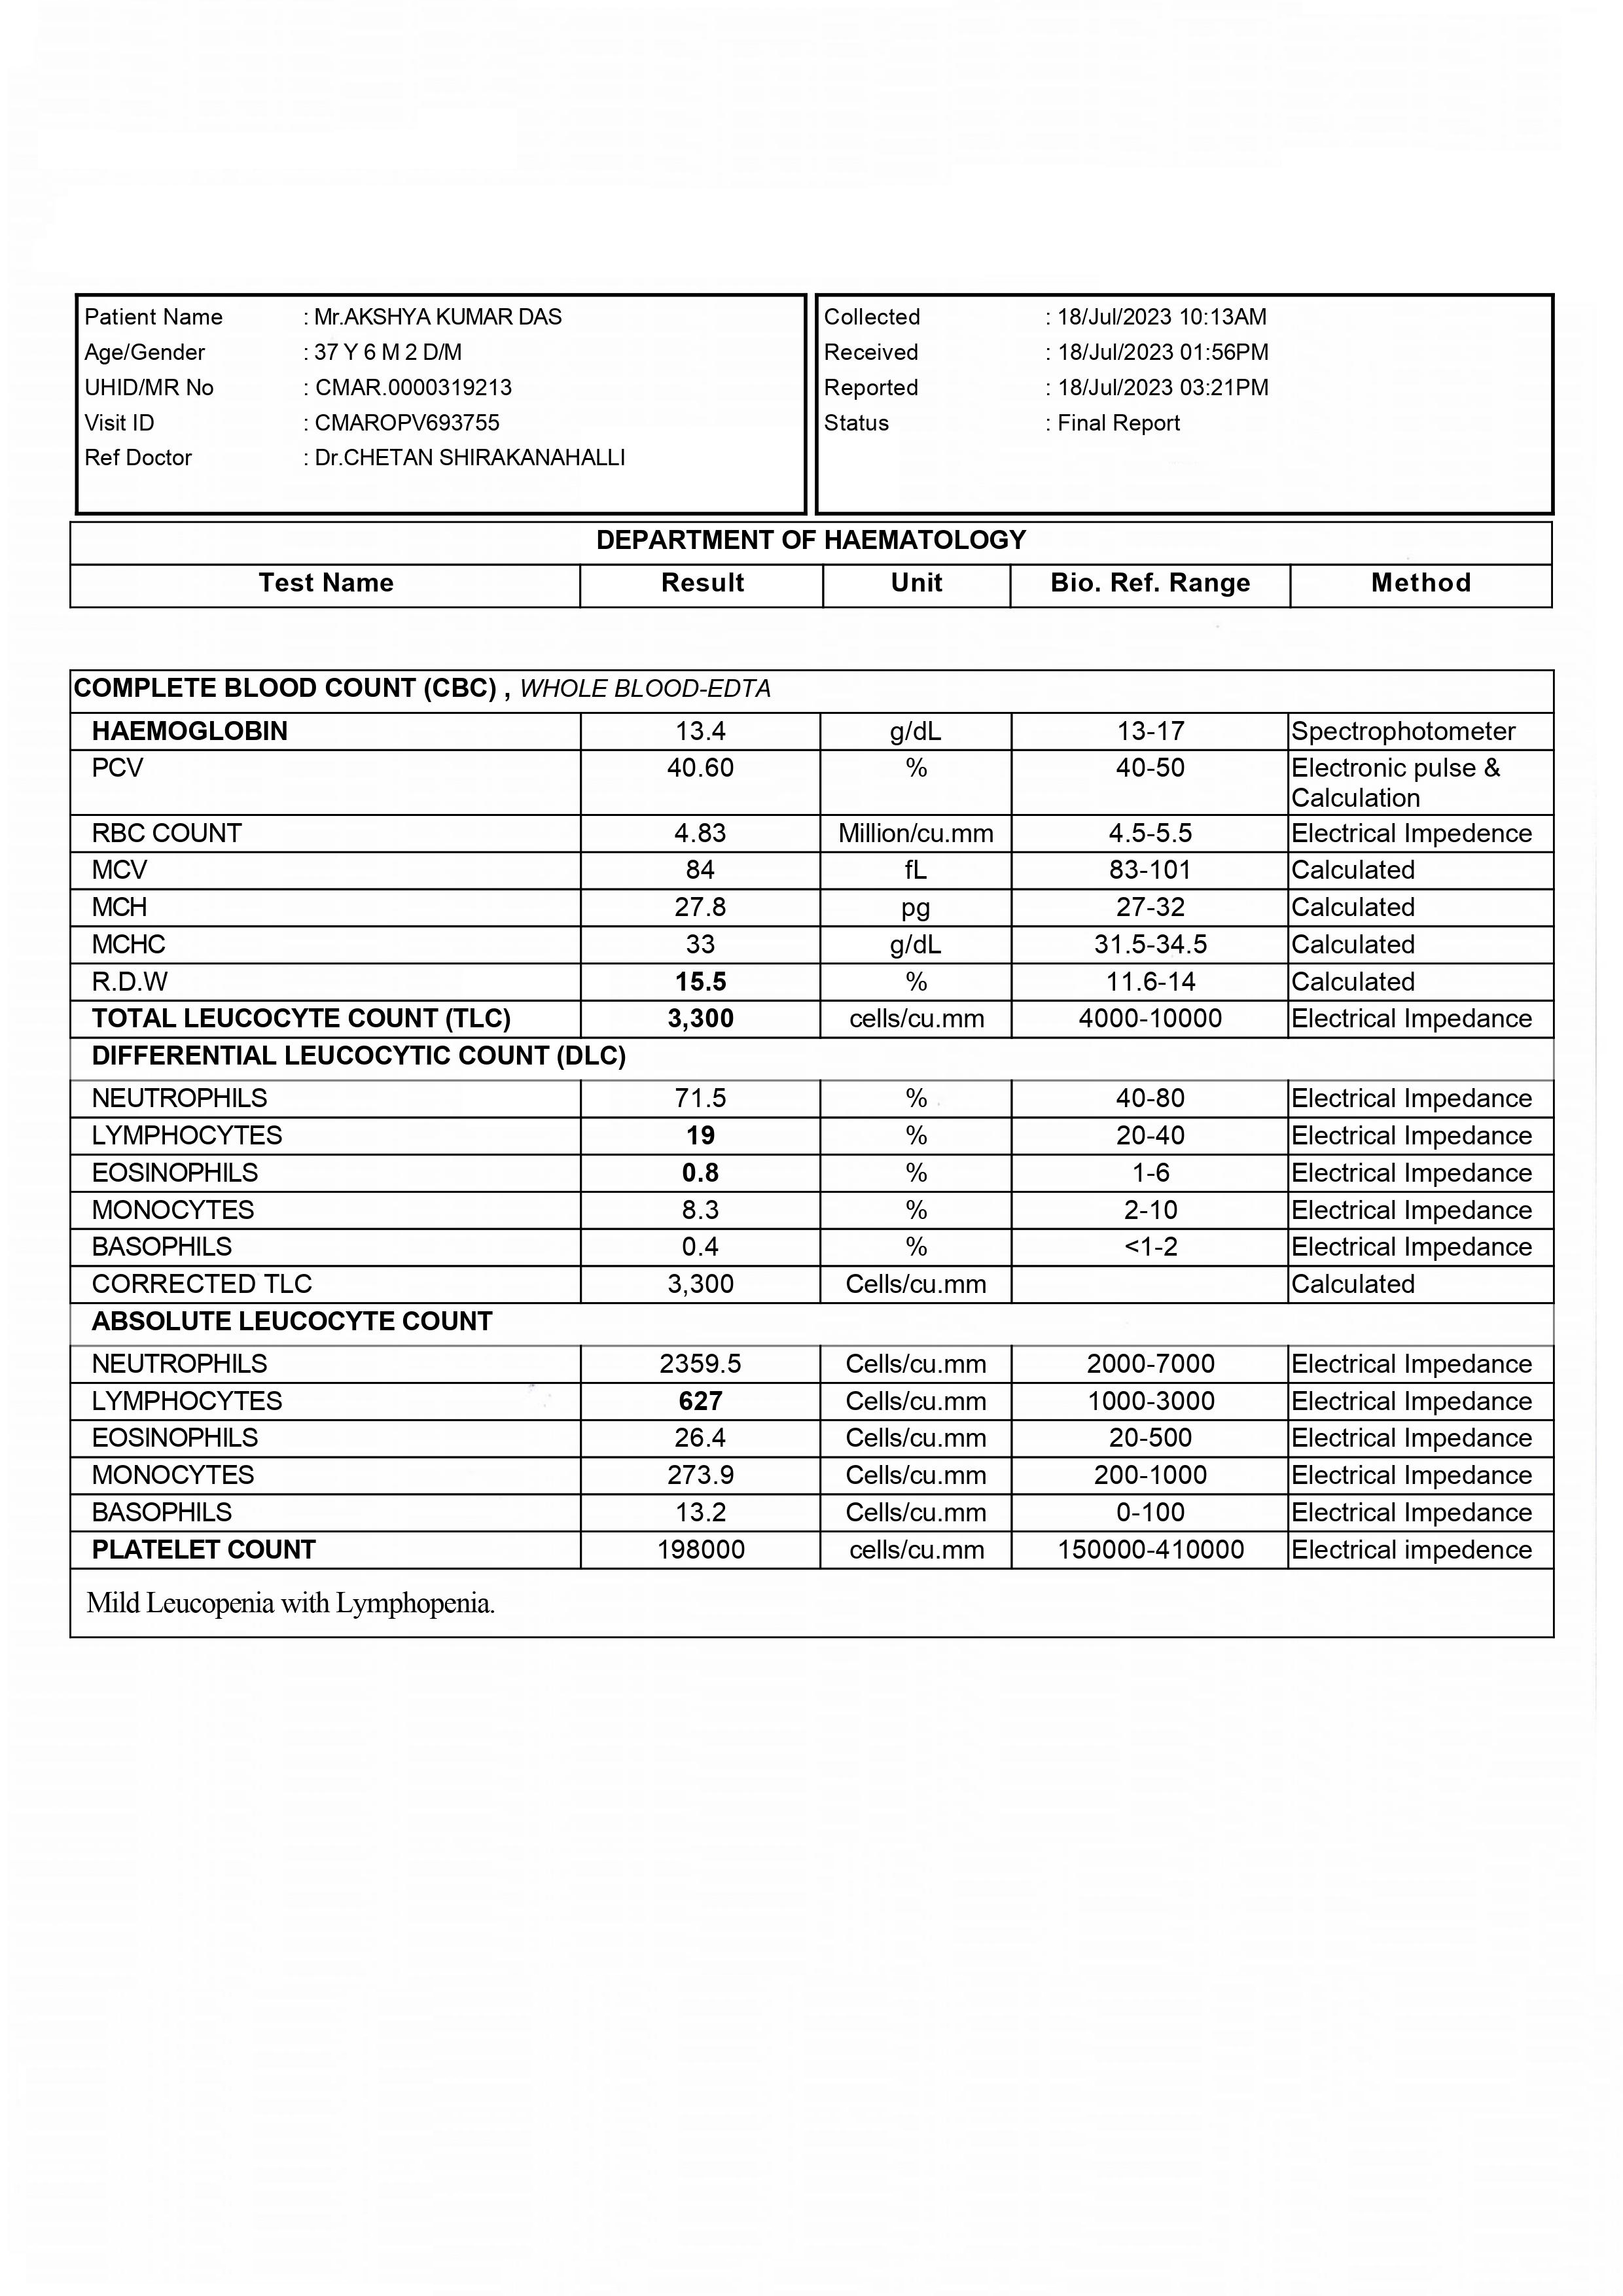 Patient Name : Mr.AKSHYA KUMAR DAS
Age/Gender : 37 Y 6 M 2 D/M
UHID/MR No : CMAR.0000319213
Visit ID : CMAROPV693755
Ref Doctor : Dr.CHETAN SHIRAKANAHALLI
Collected : 18/Jul/2023 10:13AM
Received : 18/Jul/2023 01:56PM
Reported : 18/Jul/2023 03:21PM
Status : Final Report
DEPARTMENT OF HAEMATOLOGY
Test Name Result Unit Bio. Ref. Range Method
COMPLETE BLOOD COUNT (CBC) , WHOLE BLOOD-EDTA
HAEMOGLOBIN 13.4 g/dL 13-17 Spectrophotometer
PCV 40.60 % 40-50 Electronic pulse &
Calculation
RBC COUNT 4.83 Million/cu.mm 4.5-5.5 Electrical Impedence
MCV 84 fL 83-101 Calculated
MCH 27.8 pg 27-32 Calculated
MCHC 33 g/dL 31.5-34.5 Calculated
R.D.W 15.5 % 11.6-14 Calculated
TOTAL LEUCOCYTE COUNT (TLC) 3,300 cells/cu.mm 4000-10000 Electrical Impedance
DIFFERENTIAL LEUCOCYTIC COUNT (DLC)
NEUTROPHILS 71.5 % 40-80 Electrical Impedance
LYMPHOCYTES 19 % 20-40 Electrical Impedance
EOSINOPHILS 0.8 % 1-6 Electrical Impedance
MONOCYTES 8.3 % 2-10 Electrical Impedance
BASOPHILS 0.4 % <1-2 Electrical Impedance
CORRECTED TLC 3,300 Cells/cu.mm Calculated
ABSOLUTE LEUCOCYTE COUNT
NEUTROPHILS 2359.5 Cells/cu.mm 2000-7000 Electrical Impedance
LYMPHOCYTES 627 Cells/cu.mm 1000-3000 Electrical Impedance
EOSINOPHILS 26.4 Cells/cu.mm 20-500 Electrical Impedance
MONOCYTES 273.9 Cells/cu.mm 200-1000 Electrical Impedance
BASOPHILS 13.2 Cells/cu.mm 0-100 Electrical Impedance
PLATELET COUNT 198000 cells/cu.mm 150000-410000 Electrical impedence
Mild Leucopenia with Lymphopenia.